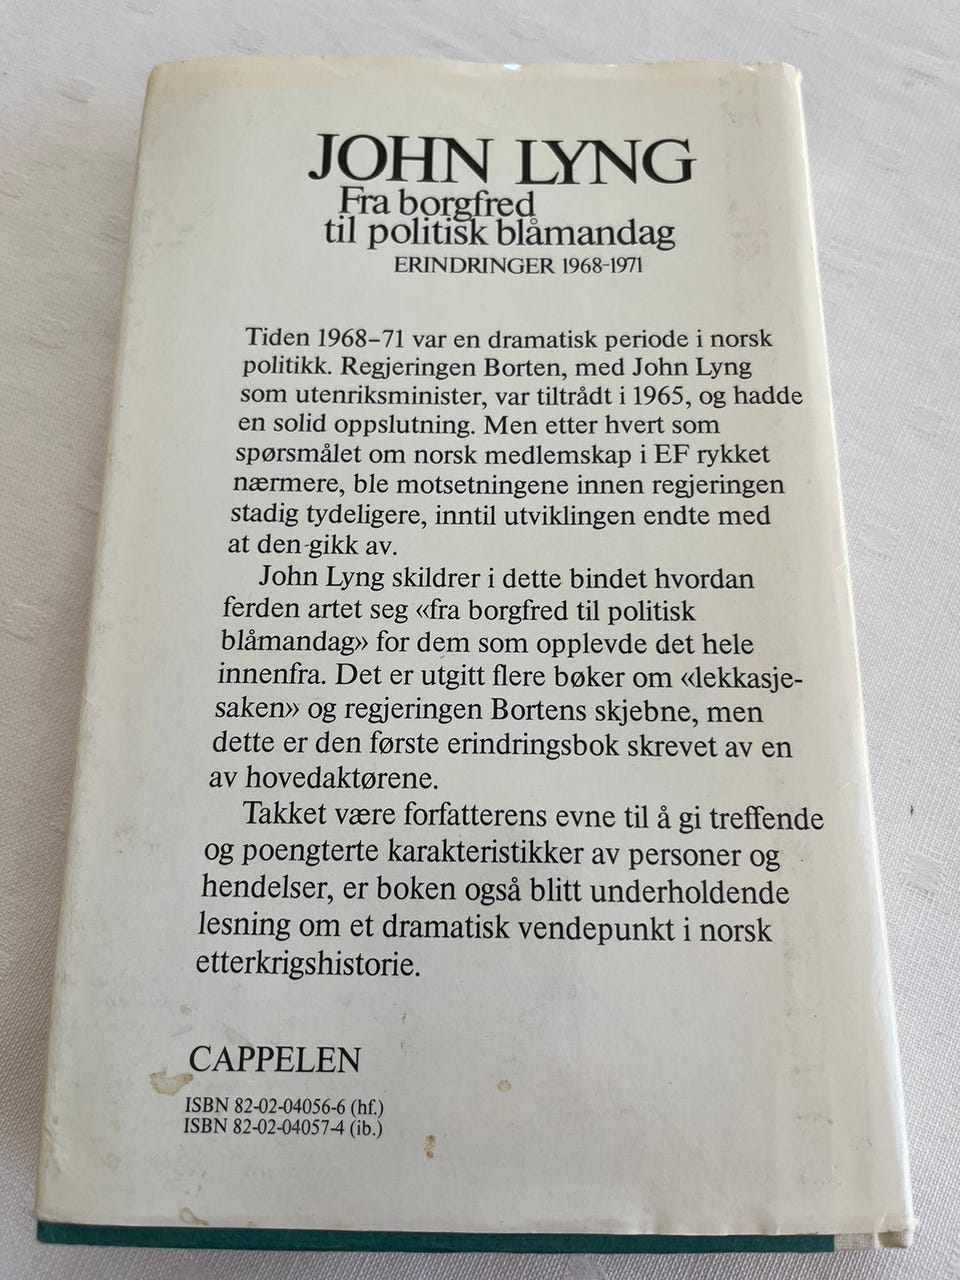 JOHN LYNG
Fra borgfred
til politisk blåmandag
ERINDRINGER 1968-1971
Tiden 1968–71 var en dramatisk periode i norsk
politikk. Regjeringen Borten, med John Lyng
som utenriksminister, var tiltrådt i 1965, og hadde
en solid oppslutning. Men etter hvert som
spørsmålet om norsk medlemskap i EF rykket
nærmere, ble motsetningene innen regjeringen
stadig tydeligere, inntil utviklingen endte med
at den gikk av.
John Lyng skildrer i dette bindet hvordan
ferden artet seg «fra borgfred til politisk
blåmandag» for dem som opplevde det hele
innenfra. Det er utgitt flere bøker om «lekkasje-
saken» og regjeringen Bortens skjebne, men
dette er den første erindringsbok skrevet av en
av hovedaktørene.
Takket være forfatterens evne til å gi treffende
og poengterte karakteristikker av personer og
hendelser, er boken også blitt underholdende
lesning om et dramatisk vendepunkt i norsk
etterkrigshistorie.
CAPPELEN
ISBN 82-02-04056-6 (hf.)
ISBN 82-02-04057-4 (ib.)